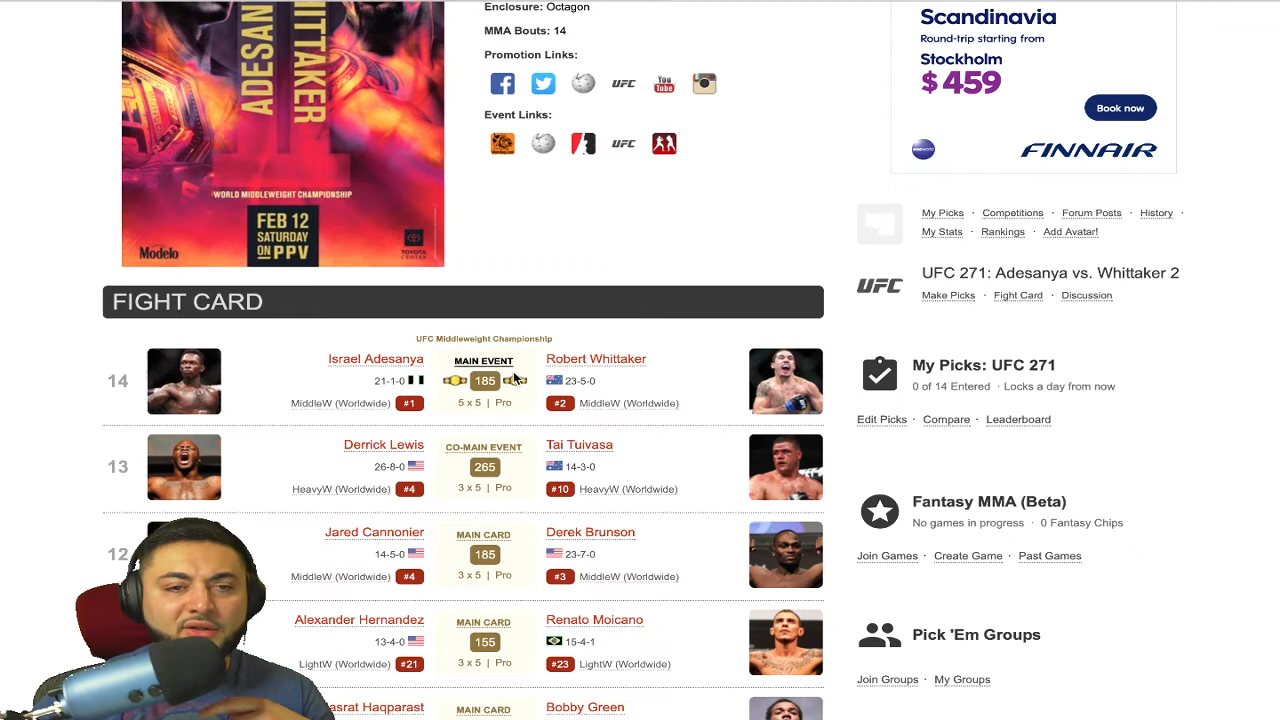 ADESAN
ITTAKER
WORLD MIDDLEWEIGHT CHAMPIONSHIP
FEB 12
SATURDAY
ON PPV
Modelo
TOYOTA
CENTER
Enclosure: Octagon
MMA Bouts: 14
Promotion Links:
UFC
You
Tube
Event Links:
UFC
Scandinavia
Round-trip starting from
Stockholm
$ 459
Book now
FINNAIR
My Picks · Competitions · Forum Posts · History ·
My Stats · Rankings · Add Avatar!
UFC
UFC 271: Adesanya vs. Whittaker 2
Make Picks · Fight Card · Discussion
My Picks: UFC 271
0 of 14 Entered · Locks a day from now
Edit Picks · Compare · Leaderboard
Fantasy MMA (Beta)
No games in progress · 0 Fantasy Chips
Join Games · Create Game · Past Games
Pick 'Em Groups
Join Groups · My Groups
FIGHT CARD
UFC Middleweight Championship
14
Israel Adesanya
21-1-0
MiddleW (Worldwide) #1
MAIN EVENT
185
5 x 5 | Pro
Robert Whittaker
23-5-0
#2 MiddleW (Worldwide)
13
Derrick Lewis
26-8-0
HeavyW (Worldwide) #4
CO-MAIN EVENT
265
3 x 5 | Pro
Tai Tuivasa
14-3-0
#10 HeavyW (Worldwide)
12
Jared Cannonier
14-5-0
MiddleW (Worldwide) #4
MAIN CARD
185
3 x 5 | Pro
Derek Brunson
23-7-0
#3 MiddleW (Worldwide)
Alexander Hernandez
13-4-0
LightW (Worldwide) #21
MAIN CARD
155
3 x 5 | Pro
Renato Moicano
15-4-1
#23 LightW (Worldwide)
asrat Haqparast
MAIN CARD
Bobby Green